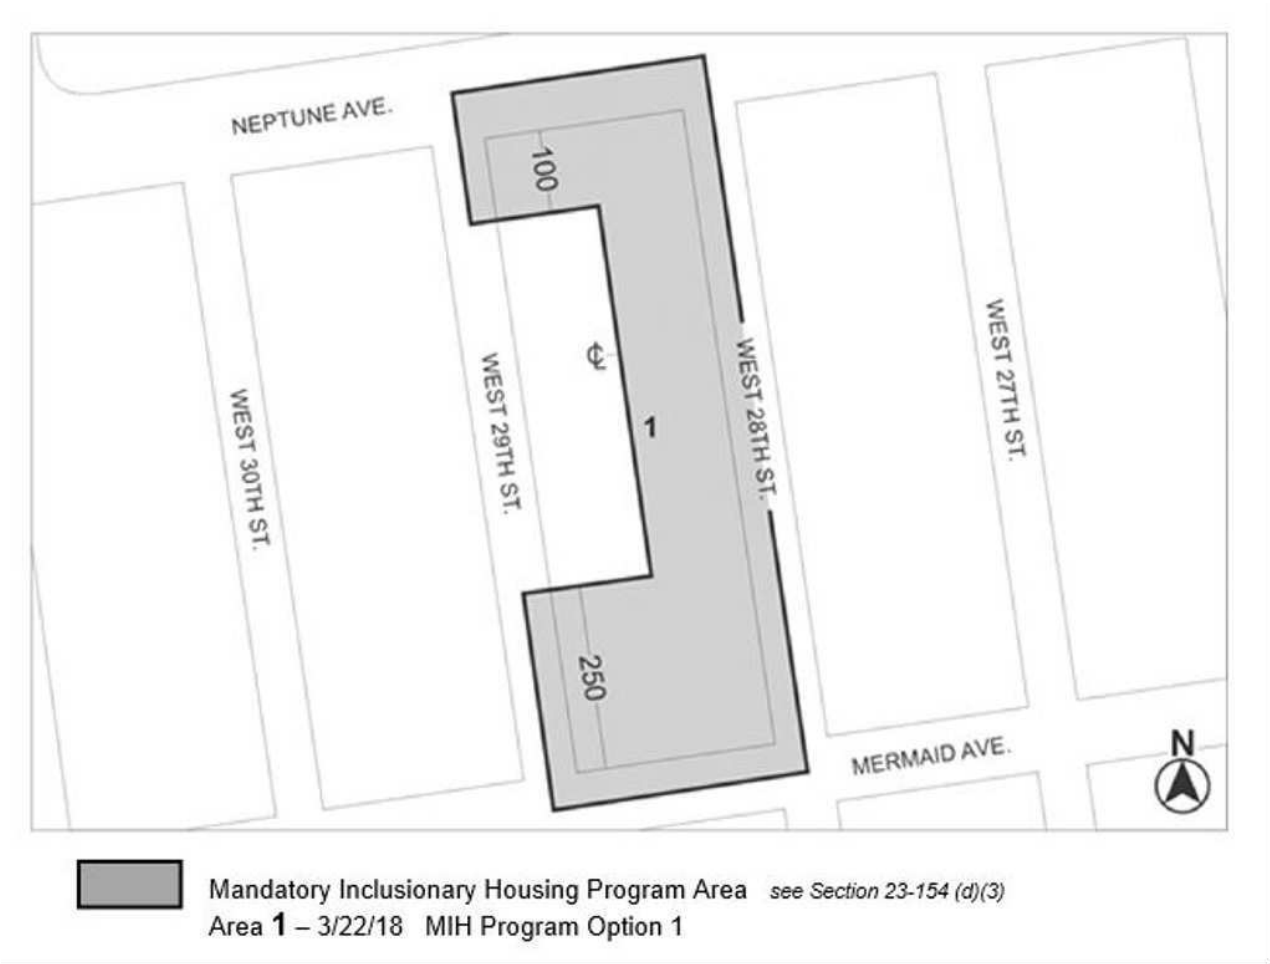 NEPTUNE AVE.
100
WEST 30TH ST.
WEST 29TH ST.
1
WEST 28TH ST.
WEST 27TH ST.
250
MERMAID AVE.
N
Mandatory Inclusionary Housing Program Area see Section 23-154 (d)(3)
Area 1 – 3/22/18 MIH Program Option 1